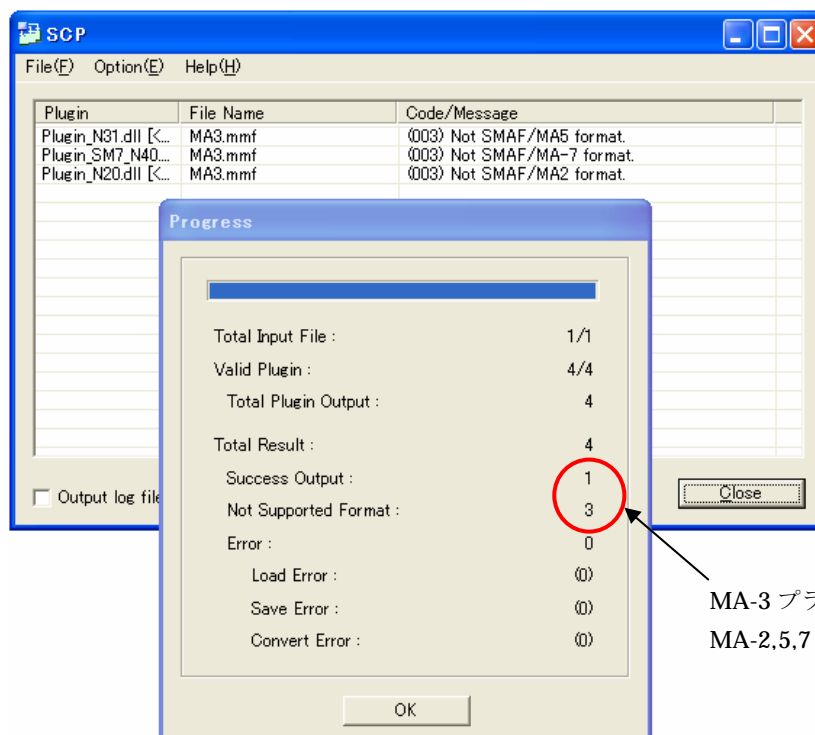 SCP
File(F) Option(E) Help(H)
Plugin File Name Code/Message
Plugin_N31.dll [<... MA3.mmf (003) Not SMAF/MA5 format.
Plugin_SM7_N40... MA3.mmf (003) Not SMAF/MA-7 format.
Plugin_N20.dll [<... MA3.mmf (003) Not SMAF/MA2 format.
Progress
Total Input File : 1/1
Valid Plugin : 4/4
Total Plugin Output : 4
Total Result : 4
Success Output : 1
Not Supported Format : 3
Error : 0
Load Error : (0)
Save Error : (0)
Convert Error : (0)
OK
Output log file
Close
MA-3 プラ
MA-2,5,7